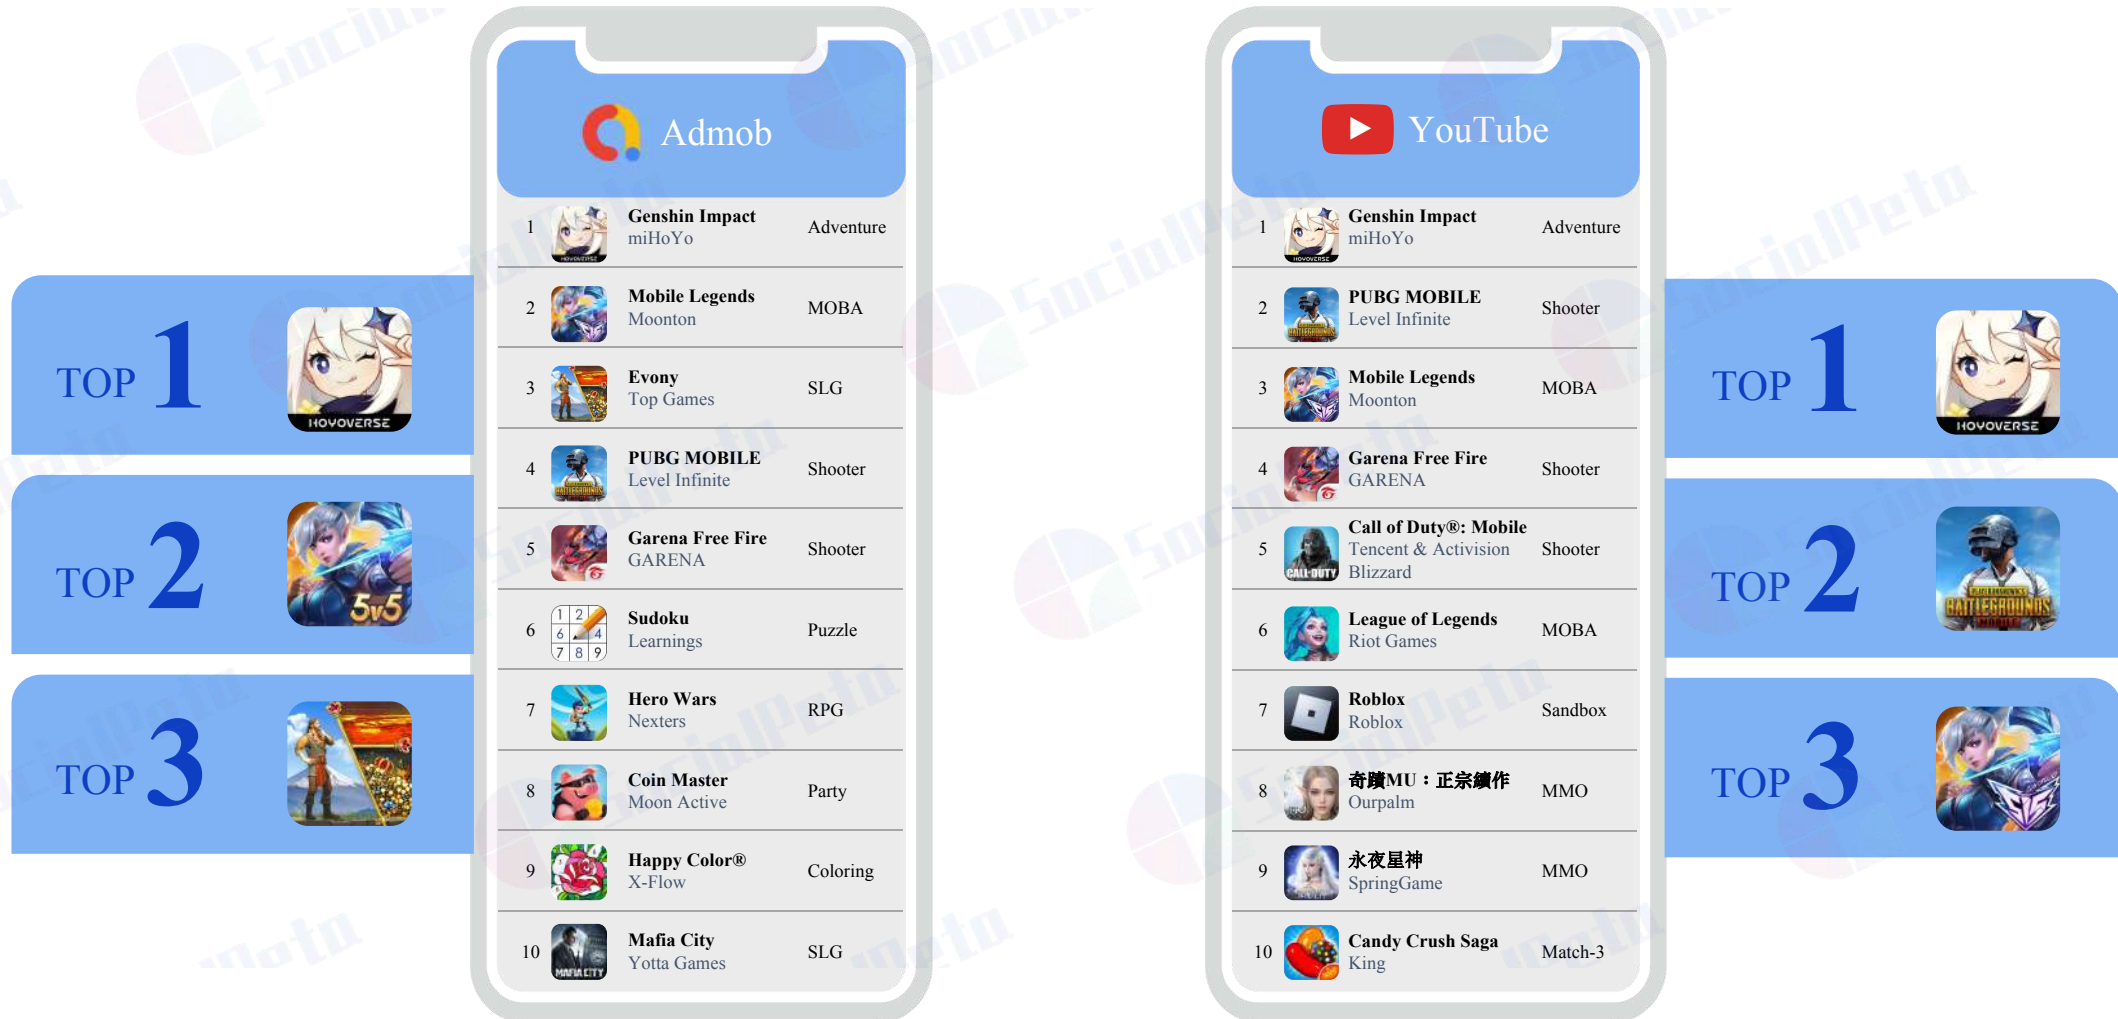 Admob
1
Genshin Impact
miHoYo
Adventure
2
Mobile Legends
Moonton
MOBA
3
Evony
Top Games
SLG
4
PUBG MOBILE
Level Infinite
Shooter
5
Garena Free Fire
GARENA
Shooter
6
Sudoku
Learnings
Puzzle
7
Hero Wars
Nexters
RPG
8
Coin Master
Moon Active
Party
9
Happy Color®
X-Flow
Coloring
10
Mafia City
Yotta Games
SLG
TOP 1
HOYOVERSE
TOP 2
5v5
TOP 3
YouTube
1
Genshin Impact
miHoYo
Adventure
2
PUBG MOBILE
Level Infinite
Shooter
3
Mobile Legends
Moonton
MOBA
4
Garena Free Fire
GARENA
Shooter
5
Call of Duty®: Mobile
Tencent & Activision
Blizzard
Shooter
6
League of Legends
Riot Games
MOBA
7
Roblox
Roblox
Sandbox
8
奇蹟MU：正宗續作
Ourpalm
MMO
9
永夜星神
SpringGame
MMO
10
Candy Crush Saga
King
Match-3
TOP 1
HOYOVERSE
TOP 2
BATTLEGROUNDS
MOBILE
TOP 3
SocialPeta